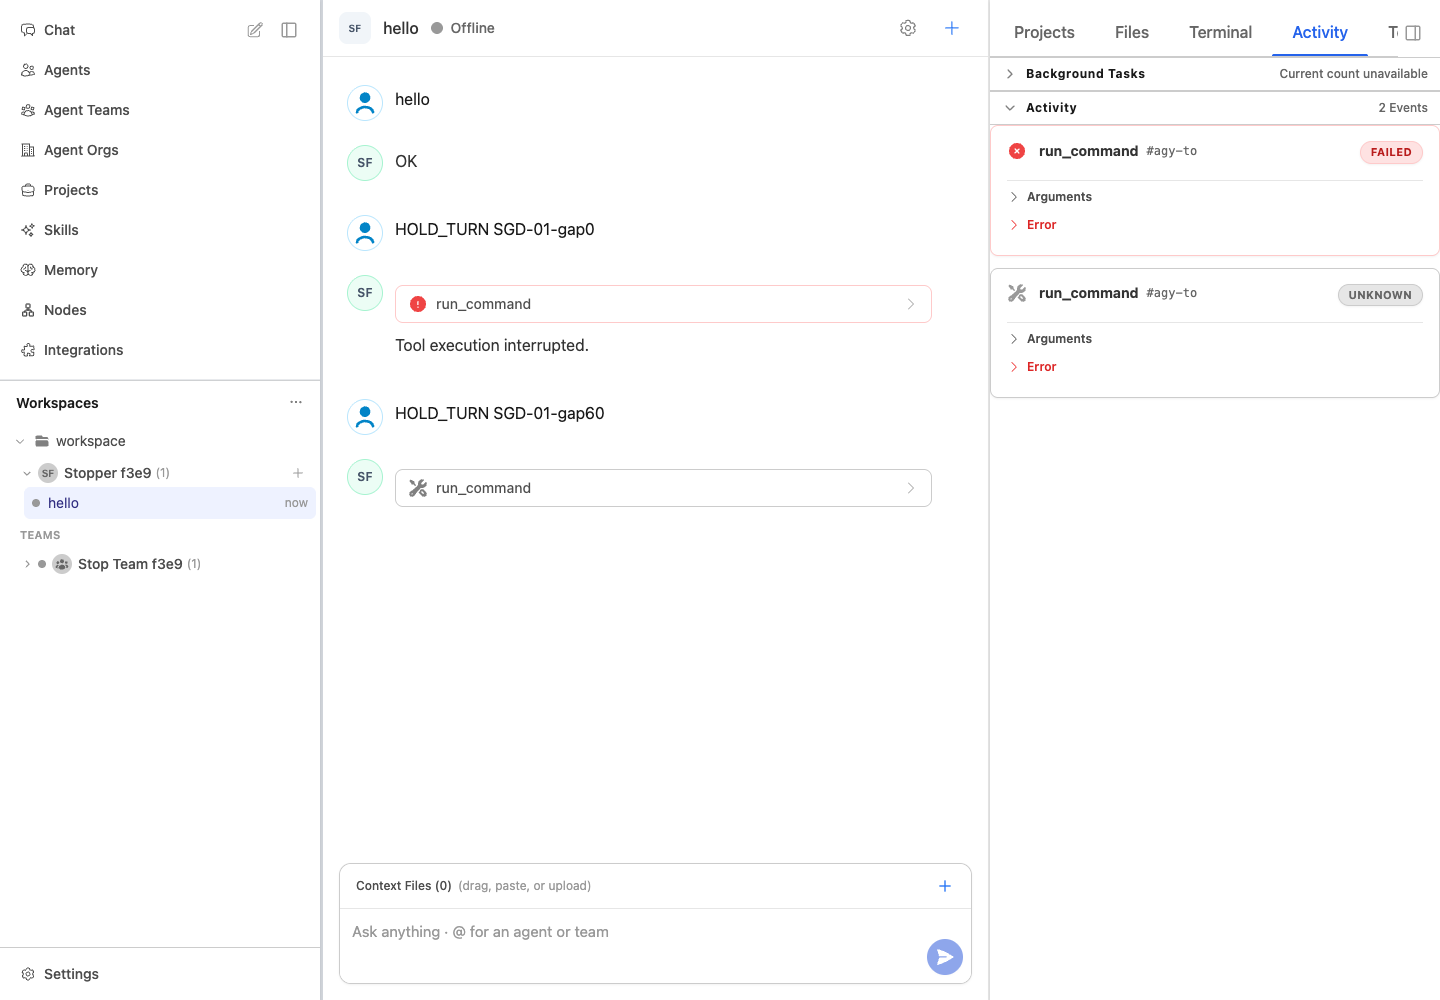 Chat
Agents
Agent Teams
Agent Orgs
Projects
Skills
Memory
Nodes
Integrations
Workspaces
workspace
SF Stopper f3e9 (1)
hello now
TEAMS
Stop Team f3e9 (1)
Settings
SF hello Offline
hello
SF OK
HOLD_TURN SGD-01-gap0
SF run_command
Tool execution interrupted.
HOLD_TURN SGD-01-gap60
SF run_command
Context Files (0) (drag, paste, or upload)
Ask anything · @ for an agent or team
Projects Files Terminal Activity
Background Tasks Current count unavailable
Activity 2 Events
run_command #agy-to FAILED
Arguments
Error
run_command #agy-to UNKNOWN
Arguments
Error